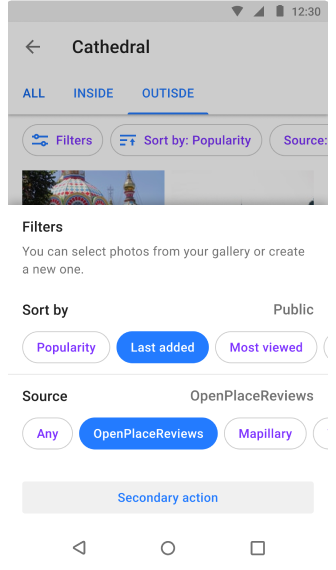 12:30
Cathedral
ALL INSIDE OUTISDE
Filters Sort by: Popularity Source:
Filters
You can select photos from your gallery or create
a new one.
Sort by Public
Popularity Last added Most viewed
Source OpenPlaceReviews
Any OpenPlaceReviews Mapillary
Secondary action